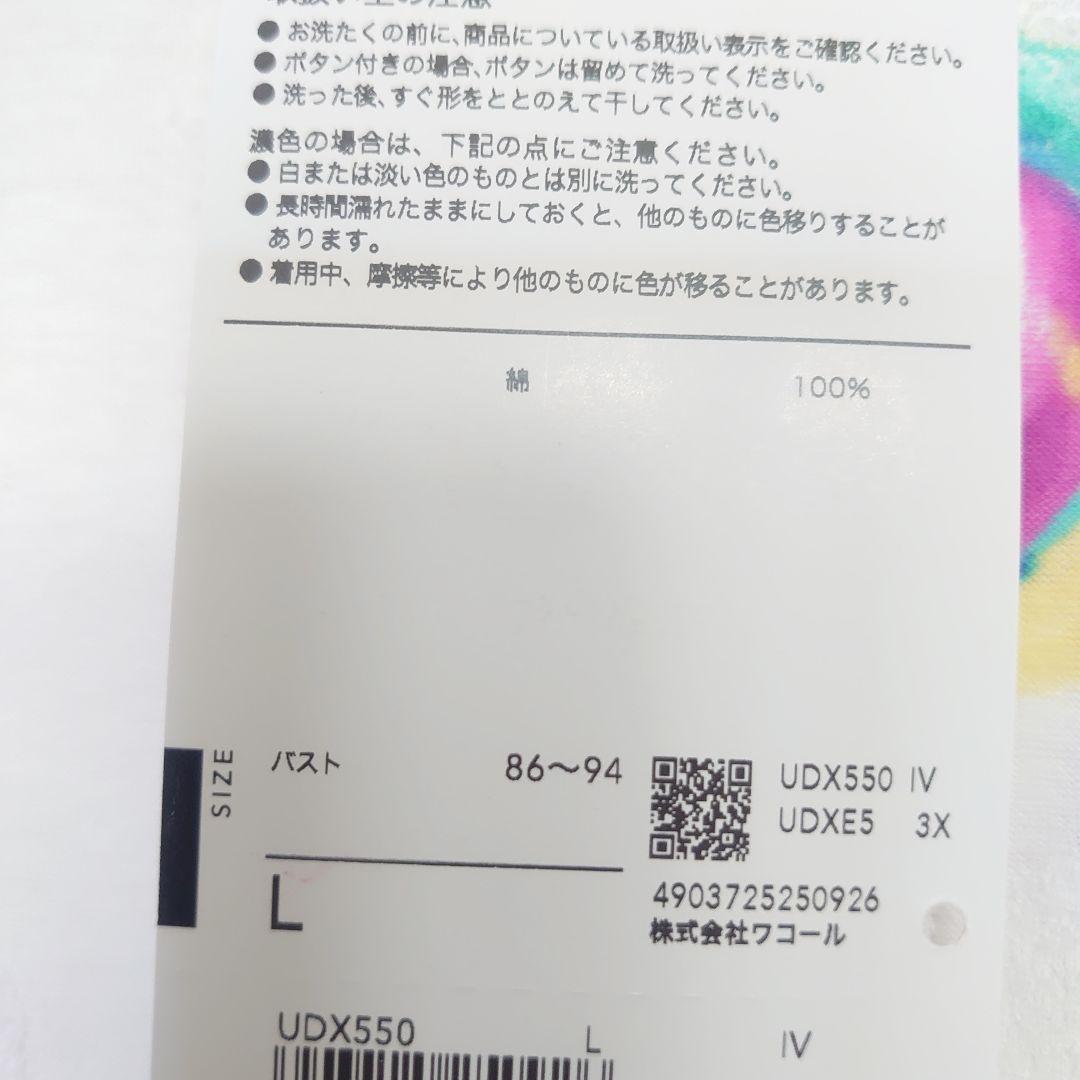 取扱い上の注意
●お洗たくの前に、商品についている取扱い表示をご確認ください。
●ボタン付きの場合、ボタンは留めて洗ってください。
●洗った後、すぐ形をととのえて干してください。
濃色の場合は、下記の点にご注意ください。
●白または淡い色のものとは別に洗ってください。
●長時間濡れたままにしておくと、他のものに色移りすることが
あります。
●着用中、摩擦等により他のものに色が移ることがあります。
綿 100%
SIZE
バスト 86〜94
L
UDX550 IV
UDXE5 3X
4903725250926
株式会社ワコール
UDX550 L IV